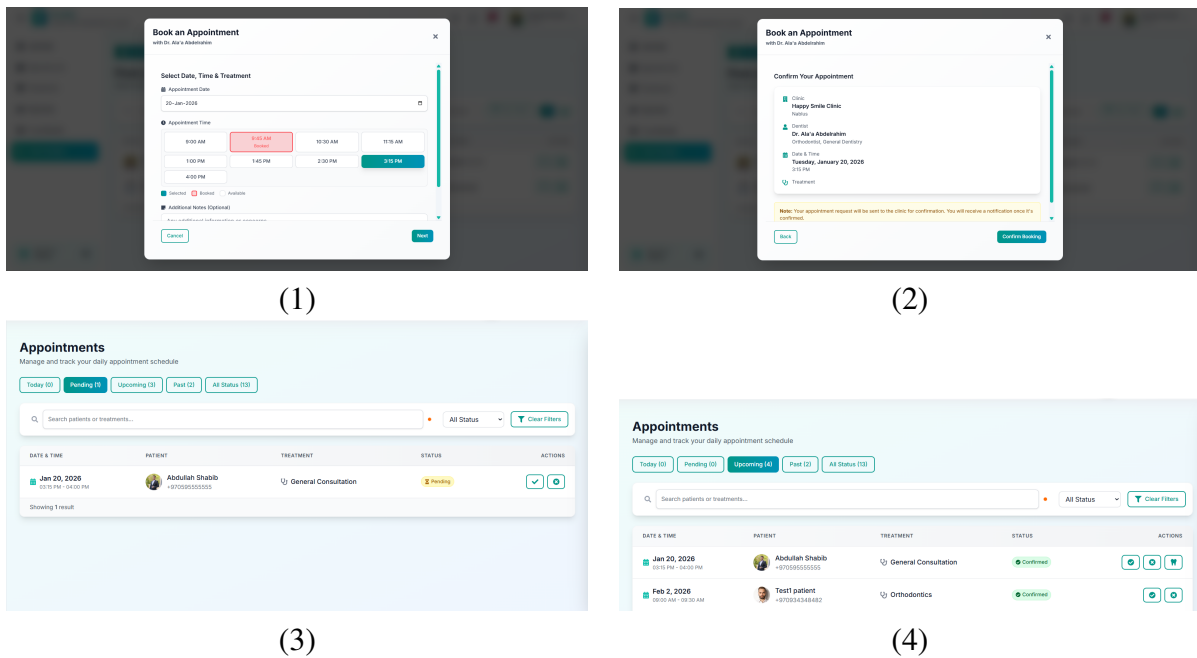 Book an Appointment
with Dr. Ala'a Abdelrahim
Select Date, Time & Treatment
Appointment Date
20-Jan-2026
Appointment Time
9:00 AM
9:45 AM
Booked
10:30 AM
11:15 AM
1:00 PM
1:45 PM
2:30 PM
3:15 PM
4:00 PM
Selected Booked Available
Additional Notes (Optional)
Cancel
Next
(1)
Book an Appointment
with Dr. Ala'a Abdelrahim
Confirm Your Appointment
Clinic
Happy Smile Clinic
Nablus
Dentist
Dr. Ala'a Abdelrahim
Orthodontist, General Dentistry
Date & Time
Tuesday, January 20, 2026
3:15 PM
Treatment
Note: Your appointment request will be sent to the clinic for confirmation. You will receive a notification once it's
confirmed.
Back
Confirm Booking
(2)
Appointments
Manage and track your daily appointment schedule
Today (0) Pending (1) Upcoming (3) Past (2) All Status (13)
Search patients or treatments...
All Status
Clear Filters
DATE & TIME PATIENT TREATMENT STATUS ACTIONS
Jan 20, 2026 Abdullah Shabib General Consultation Pending
03:15 PM - 04:00 PM +970595555555
Showing 1 result
(3)
Appointments
Manage and track your daily appointment schedule
Today (0) Pending (0) Upcoming (4) Past (2) All Status (13)
Search patients or treatments...
All Status
Clear Filters
DATE & TIME PATIENT TREATMENT STATUS ACTIONS
Jan 20, 2026 Abdullah Shabib General Consultation Confirmed
03:15 PM - 04:00 PM +970595555555
Feb 2, 2026 Test1 patient Orthodontics Confirmed
09:00 AM - 09:30 AM +970934348482
(4)